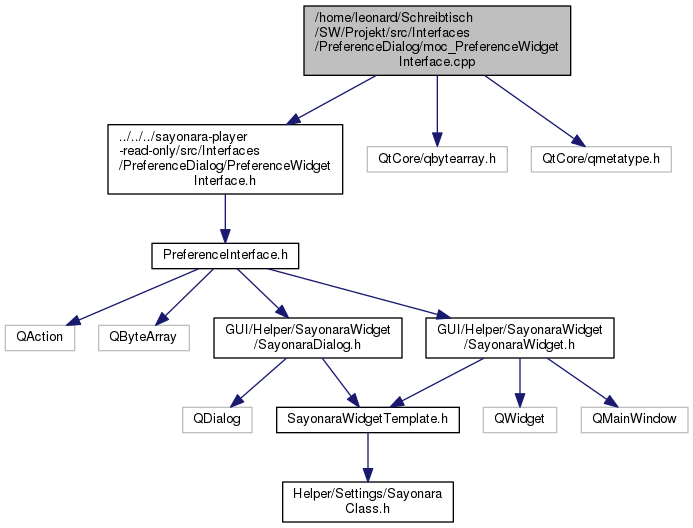 /home/leonard/Schreibtisch
/SW/Projekt/src/Interfaces
/PreferenceDialog/moc_PreferenceWidget
Interface.cpp
../../../sayonara-player
-read-only/src/Interfaces
/PreferenceDialog/PreferenceWidget
Interface.h
QtCore/qbytearray.h
QtCore/qmetatype.h
PreferenceInterface.h
QAction
QByteArray
GUI/Helper/SayonaraWidget
/SayonaraDialog.h
GUI/Helper/SayonaraWidget
/SayonaraWidget.h
QDialog
SayonaraWidgetTemplate.h
QWidget
QMainWindow
Helper/Settings/Sayonara
Class.h